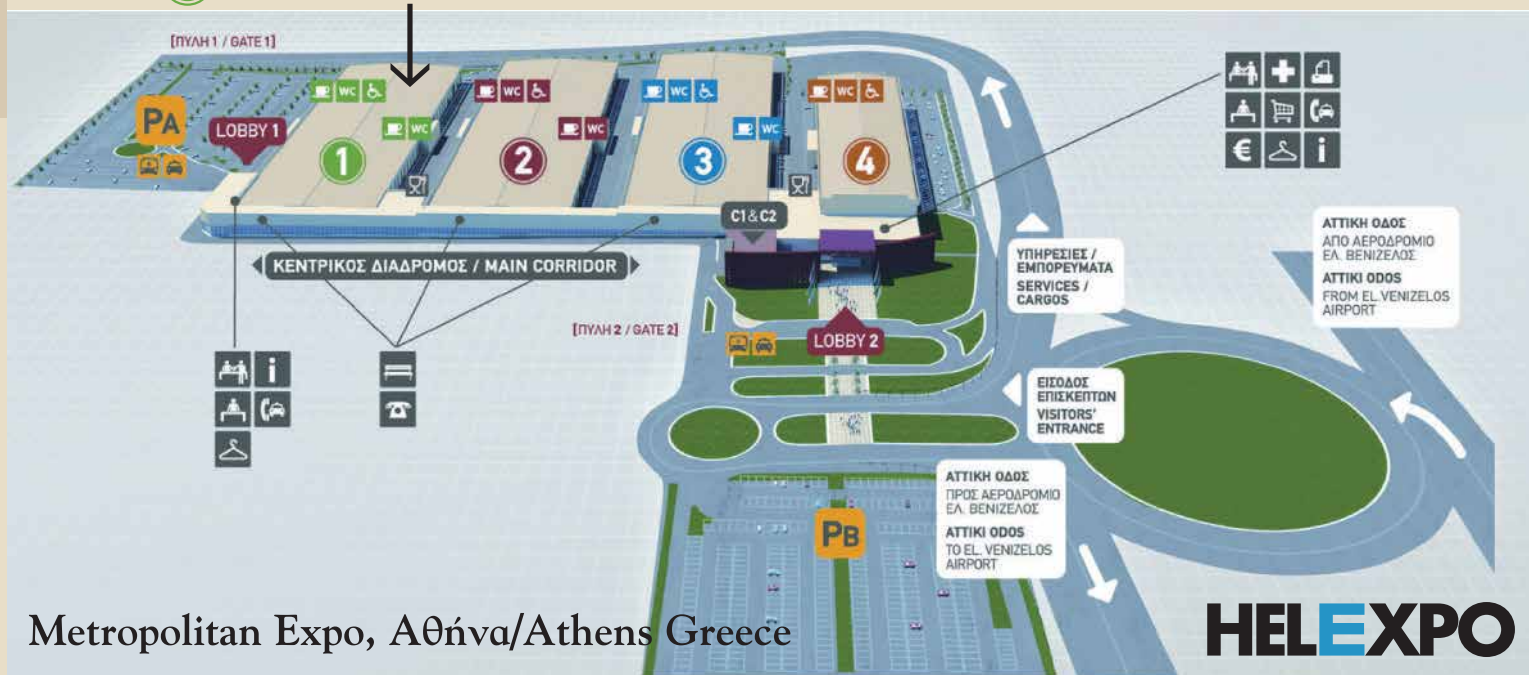 [ΠΥΛΗ 1 / GATE 1]
PA
LOBBY 1
WC
WC
1
WC
WC
2
WC
WC
3
WC
4
C1 & C2
ΚΕΝΤΡΙΚΟΣ ΔΙΑΔΡΟΜΟΣ / MAIN CORRIDOR
[ΠΥΛΗ 2 / GATE 2]
LOBBY 2
€
i
i
ΥΠΗΡΕΣΙΕΣ /
ΕΜΠΟΡΕΥΜΑΤΑ
SERVICES /
CARGOS
ΑΤΤΙΚΗ ΟΔΟΣ
ΑΠΟ ΑΕΡΟΔΡΟΜΙΟ
ΕΛ. ΒΕΝΙΖΕΛΟΣ
ATTIKI ODOS
FROM EL. VENIZELOS
AIRPORT
ΕΙΣΟΔΟΣ
ΕΠΙΣΚΕΠΤΩΝ
VISITORS'
ENTRANCE
ΑΤΤΙΚΗ ΟΔΟΣ
ΠΡΟΣ ΑΕΡΟΔΡΟΜΙΟ
ΕΛ. ΒΕΝΙΖΕΛΟΣ
ATTIKI ODOS
TO EL. VENIZELOS
AIRPORT
PB
Metropolitan Expo, Αθήνα/Athens Greece
HELEXPO